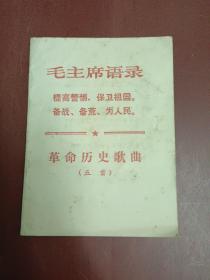 毛主席语录
提高警惕，保卫祖国。
备战、备荒、为人民。
革命历史歌曲
（五首）